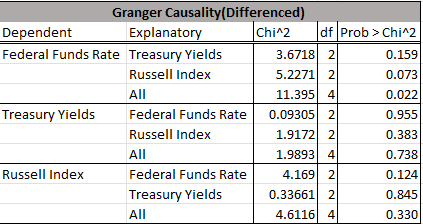 Granger Causality(Differenced)
Dependent Explanatory Chi^2 df Prob > Chi^2
Federal Funds Rate Treasury Yields 3.6718 2 0.159
Russell Index 5.2271 2 0.073
All 11.395 4 0.022
Treasury Yields Federal Funds Rate 0.09305 2 0.955
Russell Index 1.9172 2 0.383
All 1.9893 4 0.738
Russell Index Federal Funds Rate 4.169 2 0.124
Treasury Yields 0.33661 2 0.845
All 4.6116 4 0.330